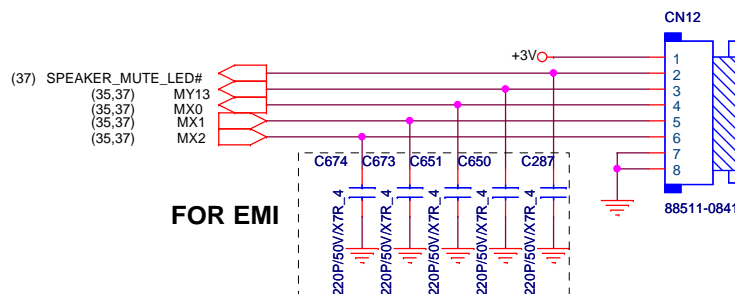 CN12
+3V
1
(37) SPEAKER_MUTE_LED#
2
(35,37) MY13
3
(35,37) MX0
4
(35,37) MX1
5
(35,37) MX2
6
7
8
C674 C673 C651 C650 C287
FOR EMI
220P/50V/X7R_4
220P/50V/X7R_4
220P/50V/X7R_4
220P/50V/X7R_4
220P/50V/X7R_4
88511-0841